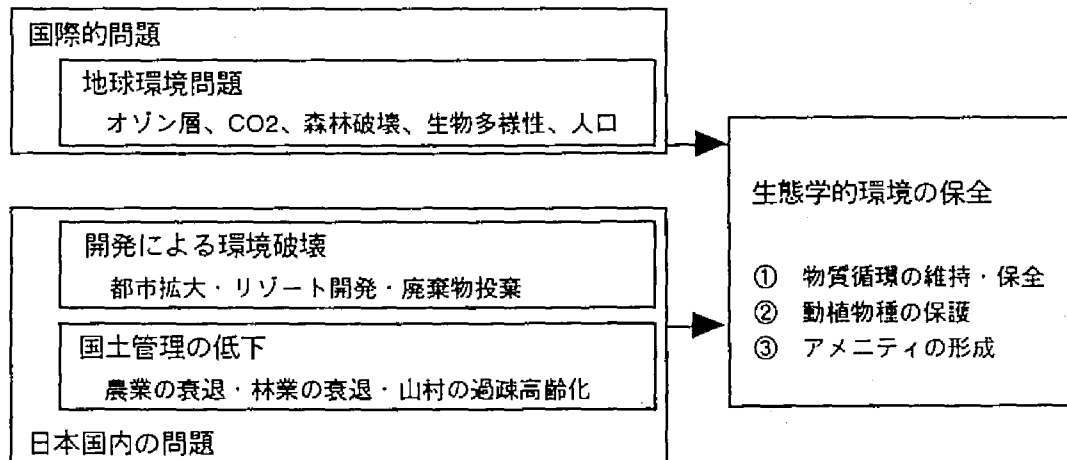 国際的問題
地球環境問題
オゾン層、CO2、森林破壊、生物多様性、人口
開発による環境破壊
都市拡大・リゾート開発・廃棄物投棄
国土管理の低下
農業の衰退・林業の衰退・山村の過疎高齢化
日本国内の問題
生態学的環境の保全
① 物質循環の維持・保全
② 動植物種の保護
③ アメニティの形成